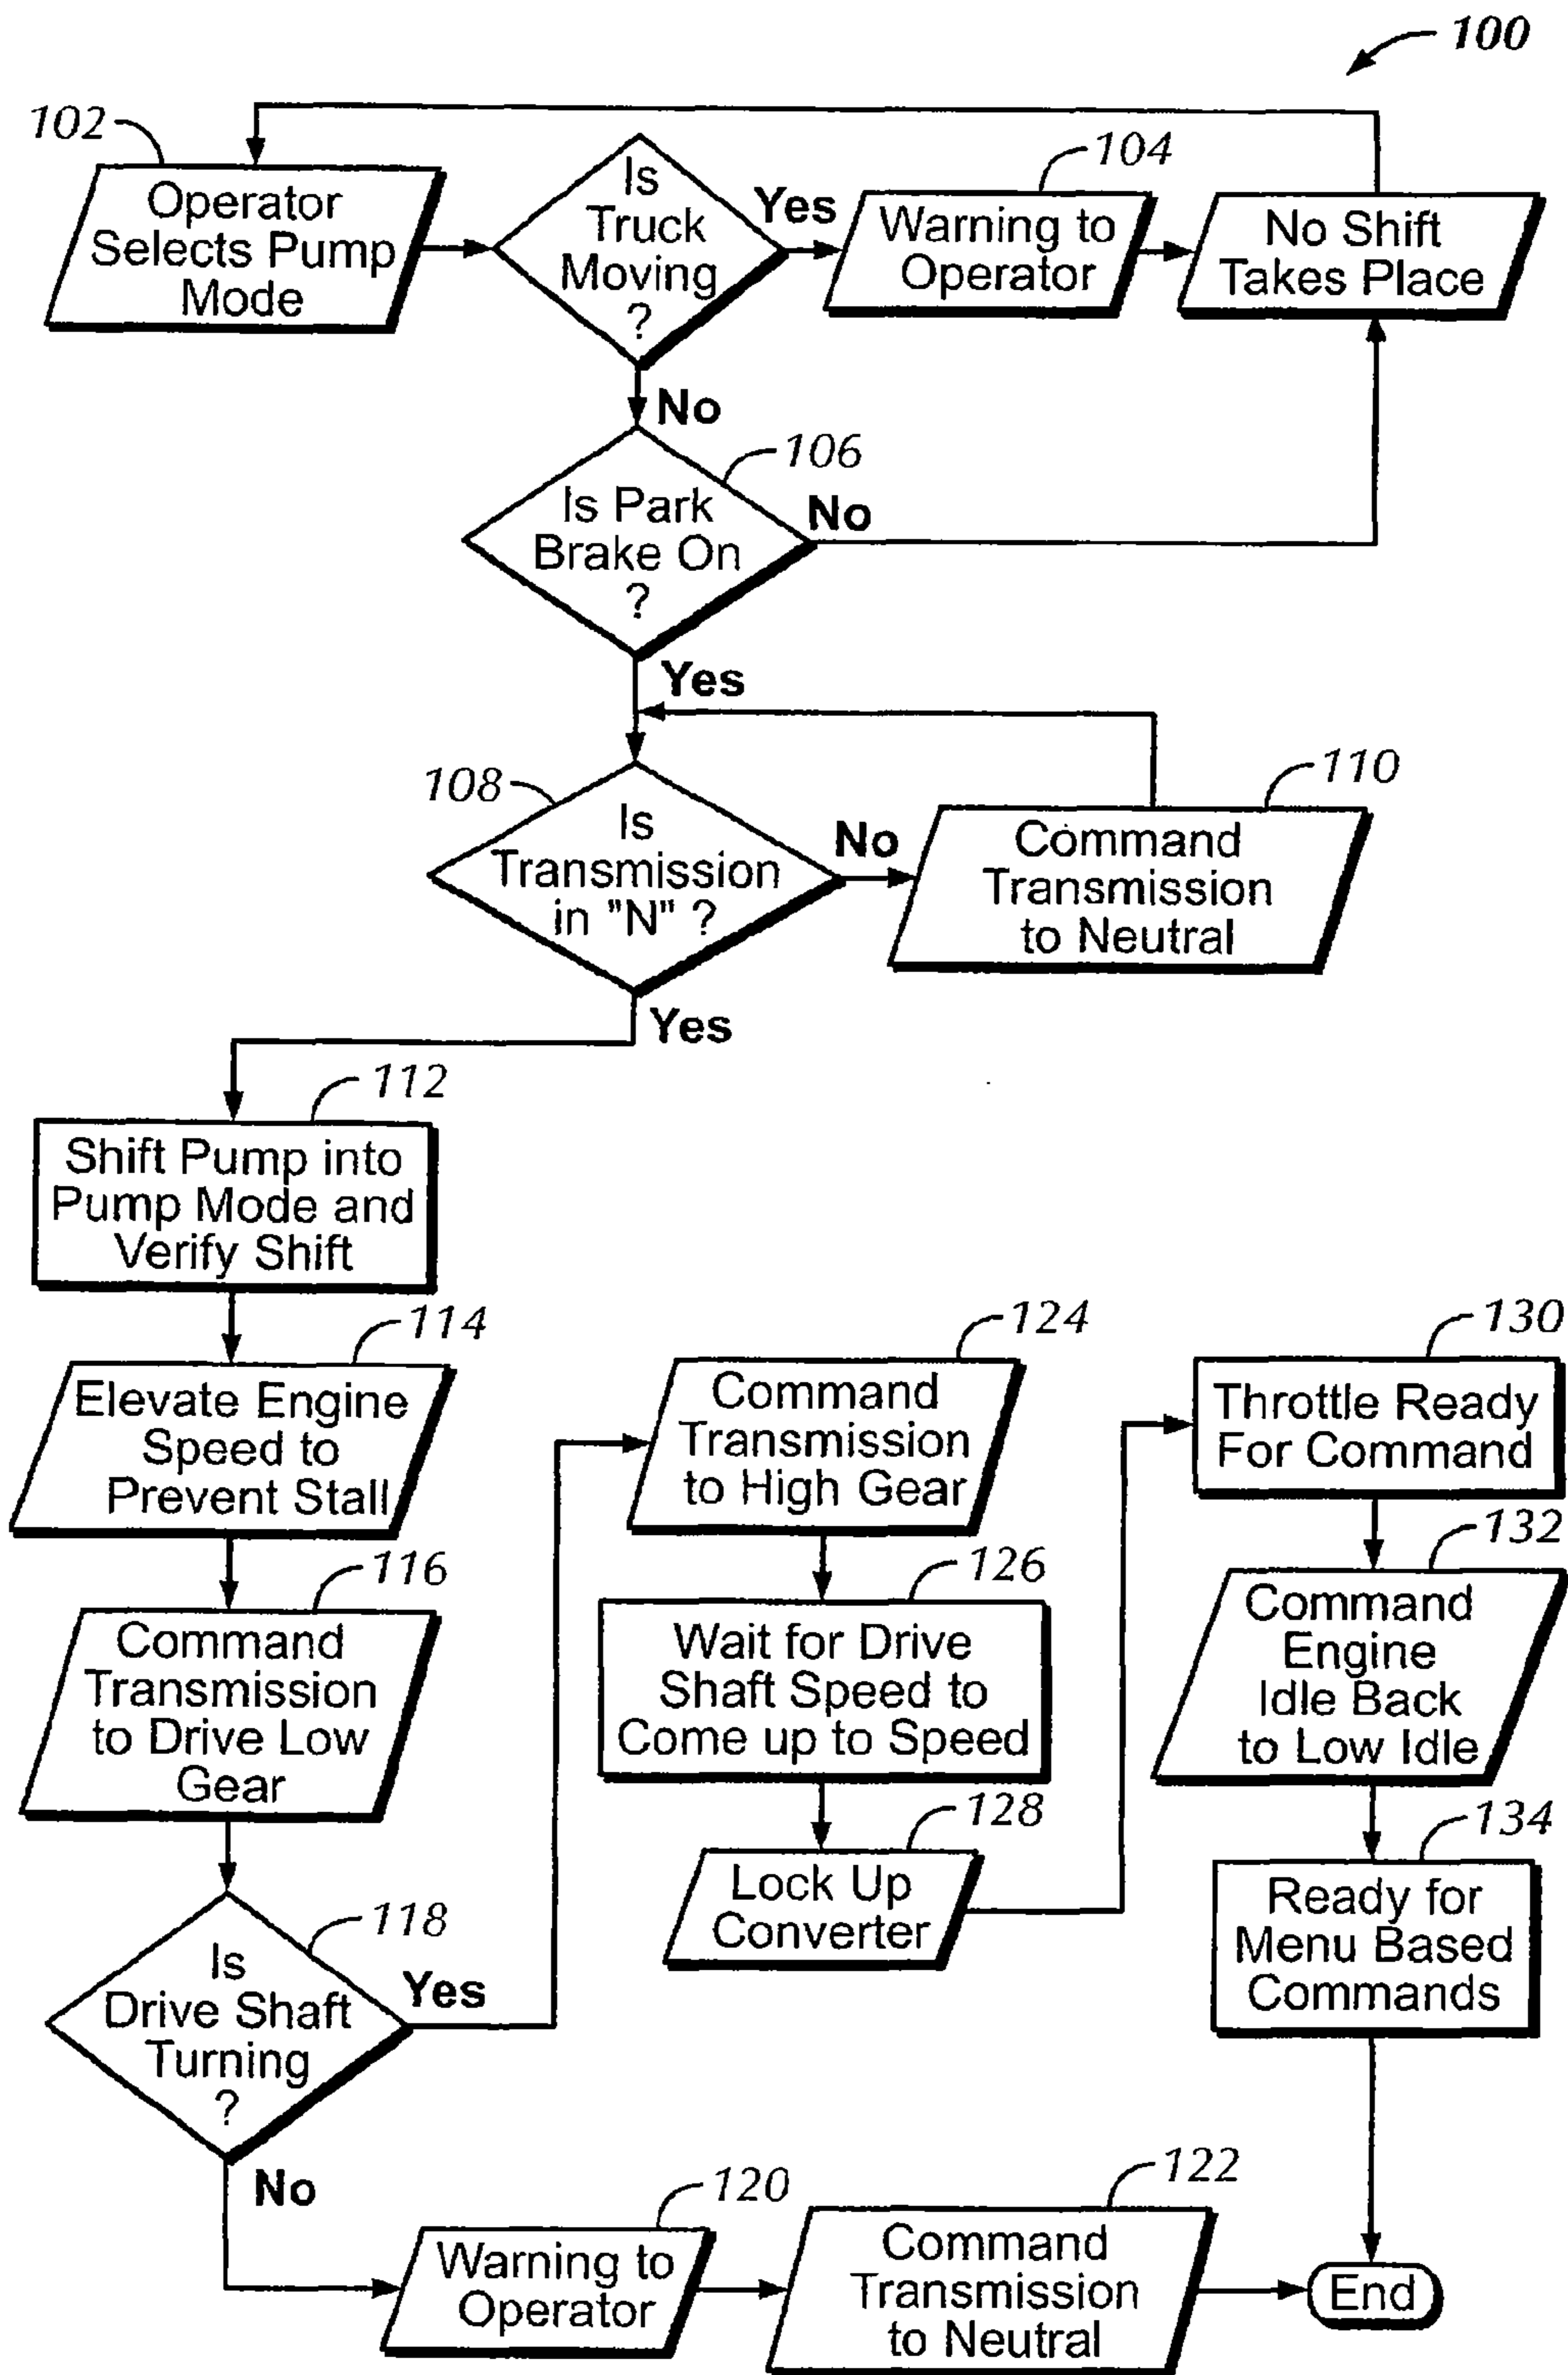 100
102
Operator
Selects Pump
Mode
Is
Truck
Moving
?
Yes
104
Warning to
Operator
No Shift
Takes Place
No
106
Is Park
Brake On
?
No
Yes
108
Is
Transmission
in "N" ?
No
110
Command
Transmission
to Neutral
Yes
112
Shift Pump into
Pump Mode and
Verify Shift
114
Elevate Engine
Speed to
Prevent Stall
116
Command
Transmission
to Drive Low
Gear
118
Is
Drive Shaft
Turning
?
Yes
No
120
Warning to
Operator
122
Command
Transmission
to Neutral
124
Command
Transmission
to High Gear
126
Wait for Drive
Shaft Speed to
Come up to Speed
128
Lock Up
Converter
130
Throttle Ready
For Command
132
Command
Engine
Idle Back
to Low Idle
134
Ready for
Menu Based
Commands
End